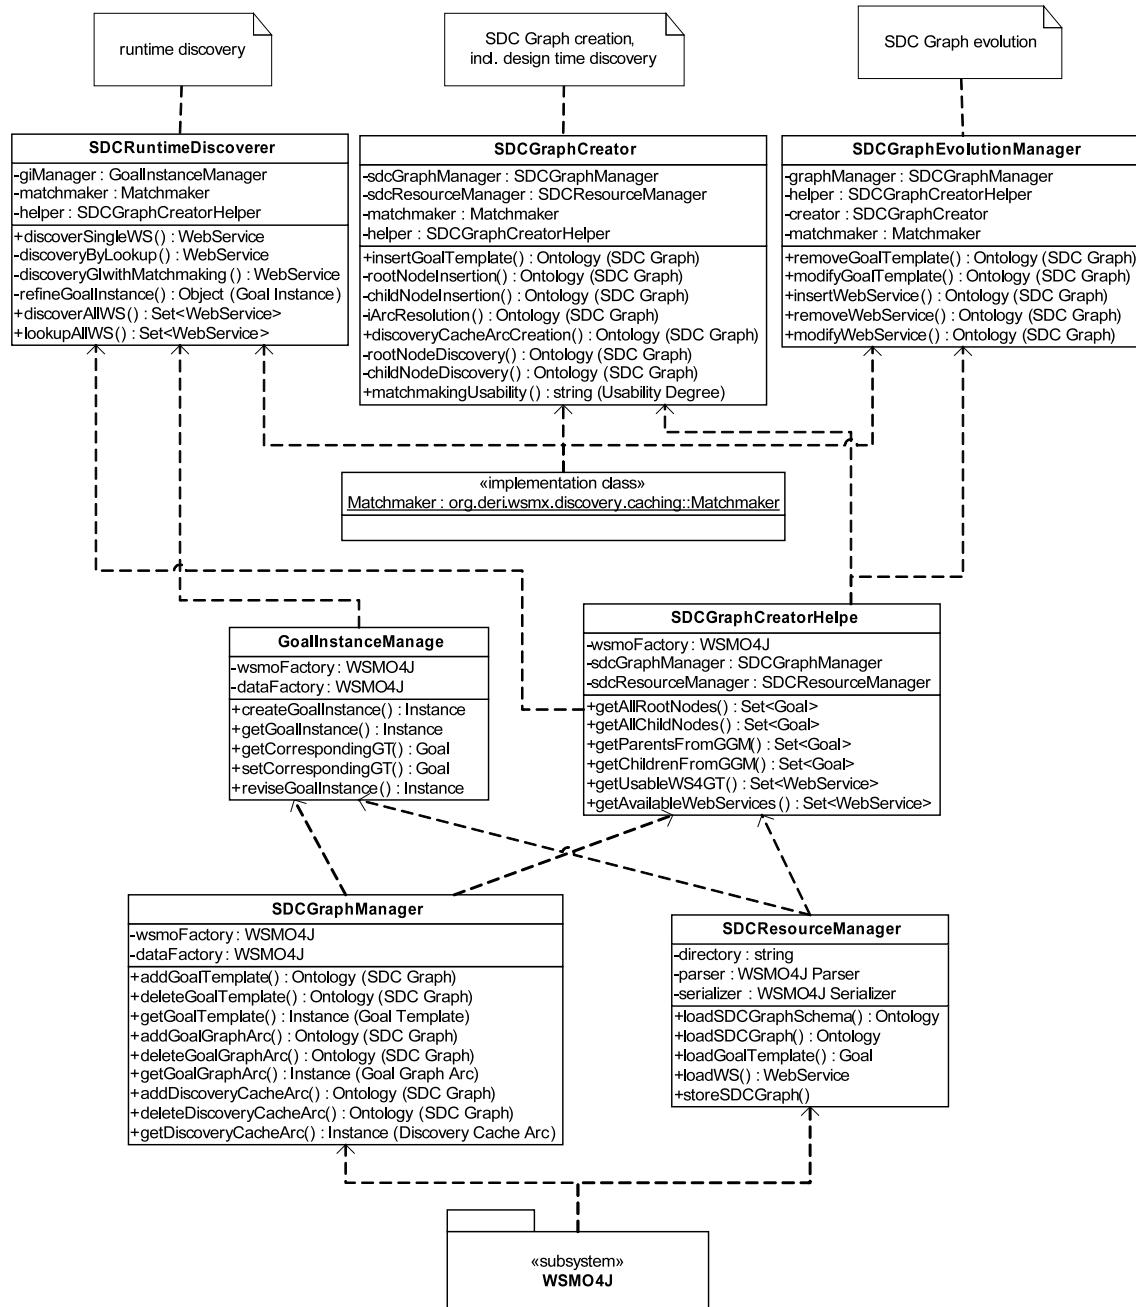 runtime discovery
SDC Graph creation,
incl. design time discovery
SDC Graph evolution
SDCRuntimeDiscoverer
-giManager : GoalInstanceManager
-matchmaker : Matchmaker
-helper : SDCGraphCreatorHelper
+discoverSingleWS() : WebService
-discoveryByLookup() : WebService
-discoveryGIwithMatchmaking() : WebService
-refineGoalInstance() : Object (Goal Instance)
+discoverAllWS() : Set<WebService>
+lookupAllWS() : Set<WebService>
SDCGraphCreator
-sdcGraphManager : SDCGraphManager
-sdcResourceManager : SDCResourceManager
-matchmaker : Matchmaker
-helper : SDCGraphCreatorHelper
+insertGoalTemplate() : Ontology (SDC Graph)
-rootNodeInsertion() : Ontology (SDC Graph)
-childNodeInsertion() : Ontology (SDC Graph)
-iArcResolution() : Ontology (SDC Graph)
+discoveryCacheArcCreation() : Ontology (SDC Graph)
-rootNodeDiscovery() : Ontology (SDC Graph)
-childNodeDiscovery() : Ontology (SDC Graph)
+matchmakingUsability() : string (Usability Degree)
SDCGraphEvolutionManager
-graphManager : SDCGraphManager
-helper : SDCGraphCreatorHelper
-creator : SDCGraphCreator
-matchmaker : Matchmaker
+removeGoalTemplate() : Ontology (SDC Graph)
+modifyGoalTemplate() : Ontology (SDC Graph)
+insertWebService() : Ontology (SDC Graph)
+removeWebService() : Ontology (SDC Graph)
+modifyWebService() : Ontology (SDC Graph)
«implementation class»
Matchmaker : org.deri.wsmx.discovery.caching::Matchmaker
GoalInstanceManage
-wsmoFactory : WSMO4J
-dataFactory : WSMO4J
+createGoalInstance() : Instance
+getGoalInstance() : Instance
+getCorrespondingGT() : Goal
+setCorrespondingGT() : Goal
+reviseGoalInstance() : Instance
SDCGraphCreatorHelpe
-wsmoFactory : WSMO4J
-sdcGraphManager : SDCGraphManager
-sdcResourceManager : SDCResourceManager
+getAllRootNodes() : Set<Goal>
+getAllChildNodes() : Set<Goal>
+getParentsFromGGM() : Set<Goal>
+getChildrenFromGGM() : Set<Goal>
+getUsableWS4GT() : Set<WebService>
+getAvailableWebServices() : Set<WebService>
SDCGraphManager
-wsmoFactory : WSMO4J
-dataFactory : WSMO4J
+addGoalTemplate() : Ontology (SDC Graph)
+deleteGoalTemplate() : Ontology (SDC Graph)
+getGoalTemplate() : Instance (Goal Template)
+addGoalGraphArc() : Ontology (SDC Graph)
+deleteGoalGraphArc() : Ontology (SDC Graph)
+getGoalGraphArc() : Instance (Goal Graph Arc)
+addDiscoveryCacheArc() : Ontology (SDC Graph)
+deleteDiscoveryCacheArc() : Ontology (SDC Graph)
+getDiscoveryCacheArc() : Instance (Discovery Cache Arc)
SDCResourceManager
-directory : string
-parser : WSMO4J Parser
-serializer : WSMO4J Serializer
+loadSDCGraphSchema() : Ontology
+loadSDCGraph() : Ontology
+loadGoalTemplate() : Goal
+loadWS() : WebService
+storeSDCGraph()
«subsystem»
WSMO4J